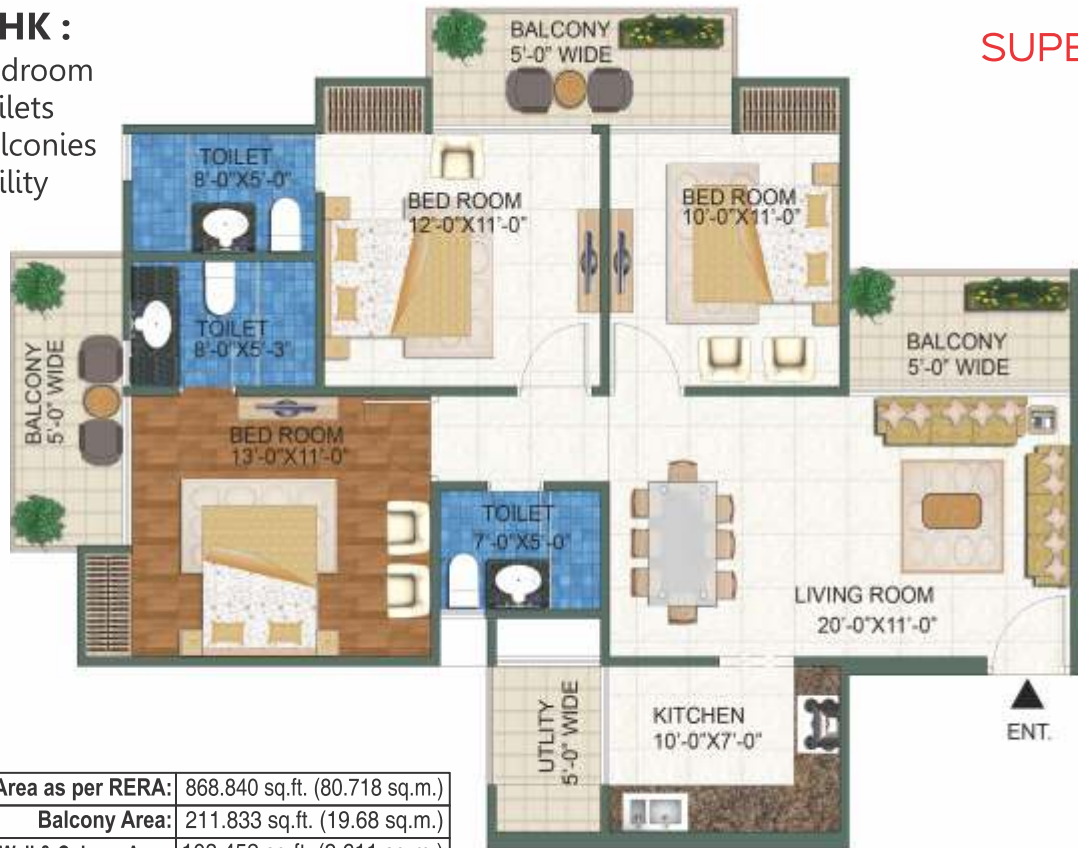 HK :
droom
ilets
lconies
ility
SUPE
BALCONY
5'-0" WIDE
TOILET
8'-0"X5'-0"
BED ROOM
12'-0"X11'-0"
BED ROOM
10'-0"X11'-0"
TOILET
8'-0"X5'-3"
BALCONY
5'-0" WIDE
BALCONY
5'-0" WIDE
BED ROOM
13'-0"X11'-0"
TOILET
7'-0"X5'-0"
LIVING ROOM
20'-0"X11'-0"
UTLITY
5'-0" WIDE
KITCHEN
10'-0"X7'-0"
ENT.
Area as per RERA: 868.840 sq.ft. (80.718 sq.m.)
Balcony Area: 211.833 sq.ft. (19.68 sq.m.)